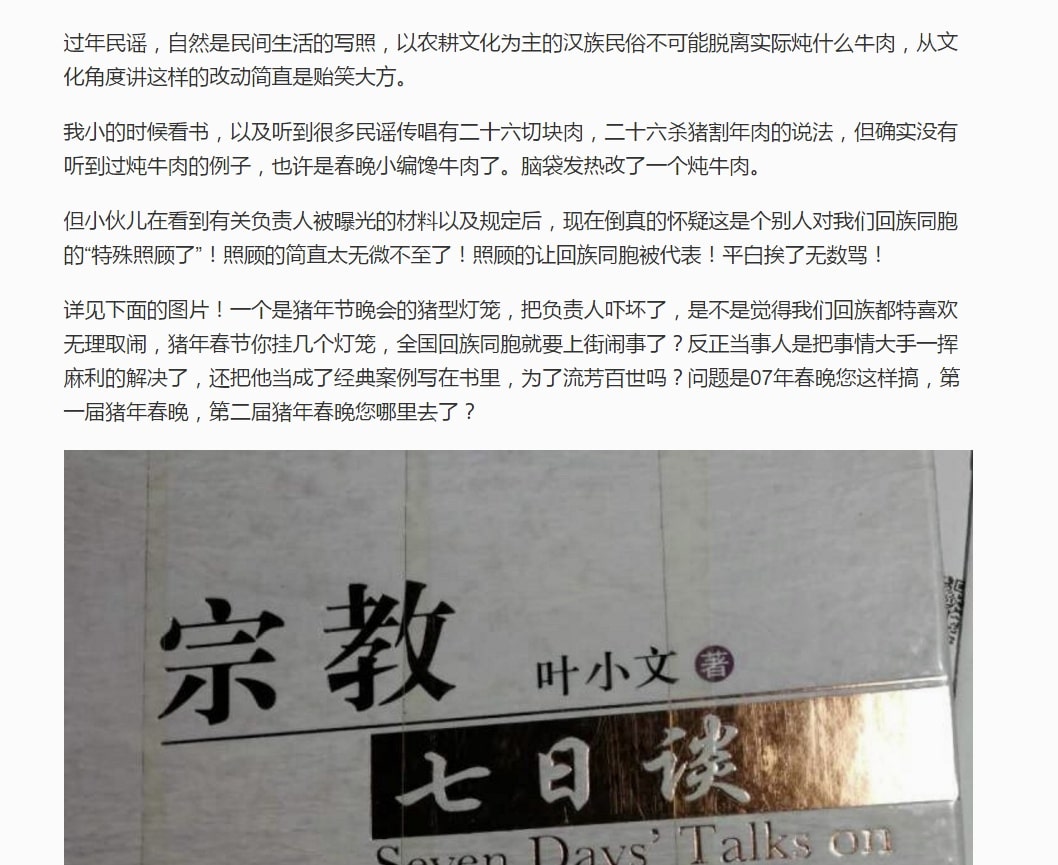 过年民谣，自然是民间生活的写照，以农耕文化为主的汉族民俗不可能脱离实际炖什么牛肉，从文
化角度讲这样的改动简直是贻笑大方。
我小的时候看书，以及听到很多民谣传唱有二十六切块肉，二十六杀猪割年肉的说法，但确实没有
听到过炖牛肉的例子，也许是春晚小编馋牛肉了。脑袋发热改了一个炖牛肉。
但小伙儿在看到有关负责人被曝光的材料以及规定后，现在倒真的怀疑这是个别人对我们回族同胞
的“特殊照顾了”！照顾的简直太无微不至了！照顾的让回族同胞被代表！平白挨了无数骂！
详见下面的图片！一个是猪年节晚会的猪型灯笼，把负责人吓坏了，是不是觉得我们回族都特喜欢
无理取闹，猪年春节你挂几个灯笼，全国回族同胞就要上街闹事了？反正当事人是把事情大手一挥
麻利的解决了，还把他当成了经典案例写在书里，为了流芳百世吗？问题是07年春晚您这样搞，第
一届猪年春晚，第二届猪年春晚您哪里去了？
宗教
叶小文 著
七日谈
Seven Days' Talks on